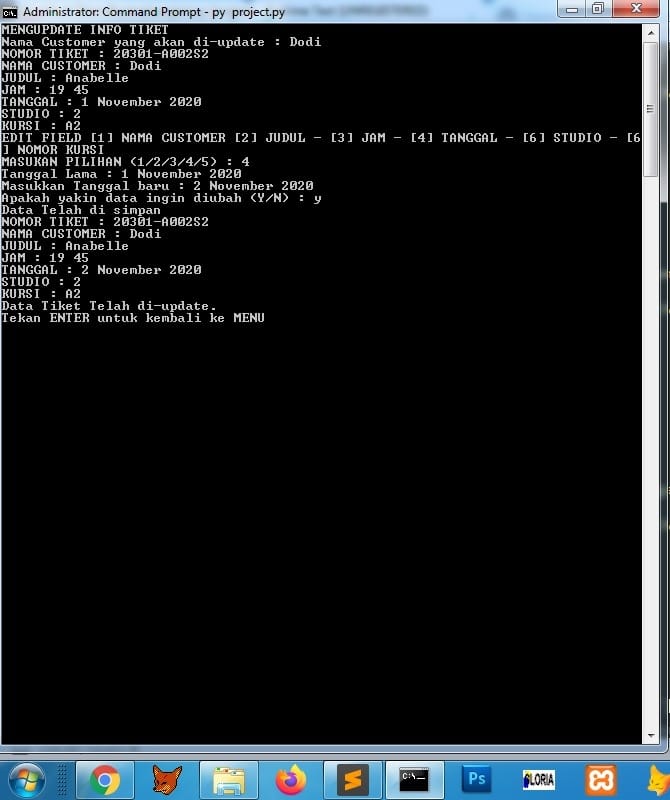 Administrator: Command Prompt - py project.py
MENGUPDATE INFO TIKET
Nama Customer yang akan di-update : Dodi
NOMOR TIKET : 20301-A002S2
NAMA CUSTOMER : Dodi
JUDUL : Anabelle
JAM : 19 45
TANGGAL : 1 November 2020
STUDIO : 2
KURSI : A2
EDIT FIELD [1] NAMA CUSTOMER [2] JUDUL - [3] JAM - [4] TANGGAL - [6] STUDIO - [6
] NOMOR KURSI
MASUKAN PILIHAN (1/2/3/4/5) : 4
Tanggal Lama : 1 November 2020
Masukkan Tanggal baru : 2 November 2020
Apakah yakin data ingin diubah (Y/N) : y
Data Telah di simpan
NOMOR TIKET : 20301-A002S2
NAMA CUSTOMER : Dodi
JUDUL : Anabelle
JAM : 19 45
TANGGAL : 2 November 2020
STUDIO : 2
KURSI : A2
Data Tiket Telah di-update.
Tekan ENTER untuk kembali ke MENU
C:\.
Ps
GLORIA